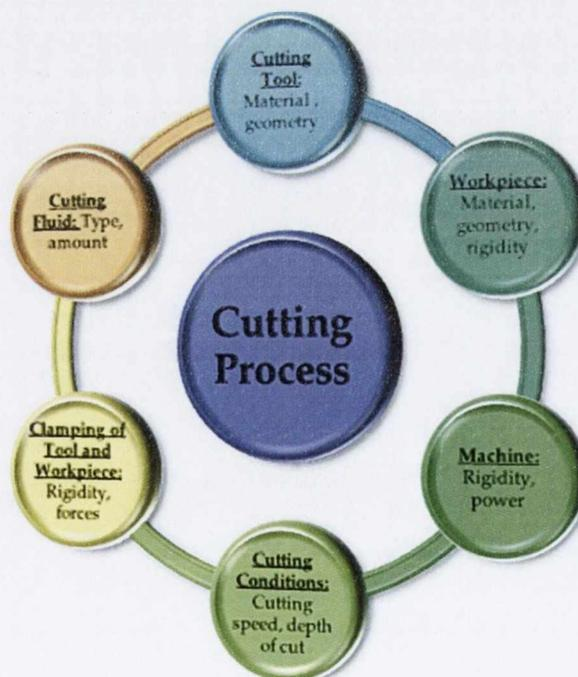 Cutting
Tool:
Material ,
geometry
Workpiece:
Material,
geometry,
rigidity
Machine:
Rigidity,
power
Cutting
Conditions:
Cutting
speed, depth
of cut
Clamping of
Tool and
Workpiece:
Rigidity,
forces
Cutting
Fluid: Type,
amount
Cutting
Process